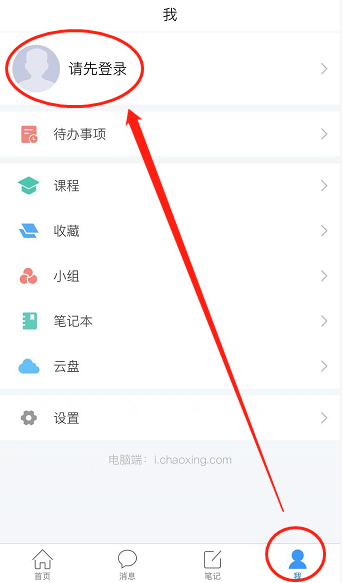 我
请先登录
待办事项
课程
收藏
小组
笔记本
云盘
设置
电脑端：i.chaoxing.com
首页
消息
笔记
我